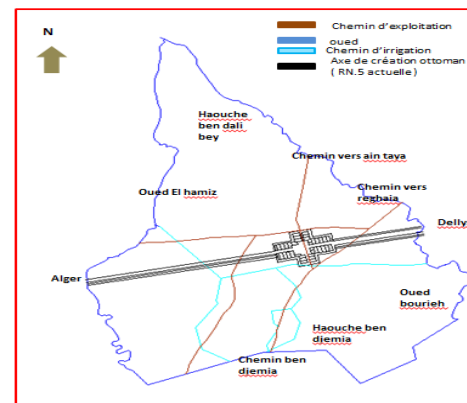 N
Chemin d'exploitation
oued
Chemin d'irrigation
Axe de création ottoman
( RN.5 actuelle )
Haouche
ben dali
bey
Chemin vers ain taya
Oued El hamiz
Chemin vers
reghaia
Delly
Alger
Oued
bourieh
Haouche ben
djemia
Chemin ben
djemia